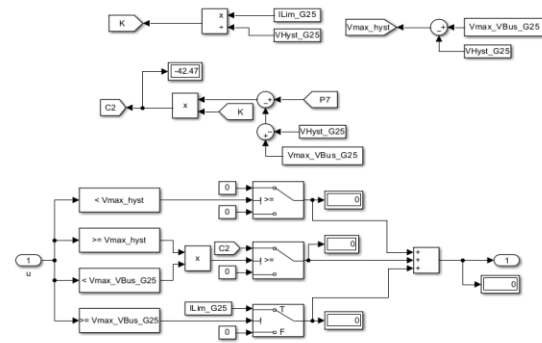 K
x
÷
ILim_G25
VHyst_G25
Vmax_hyst
Vmax_VBus_G25
VHyst_G25
-42.47
C2
x
K
P7
VHyst_G25
Vmax_VBus_G25
0
< Vmax_hyst
>=
0
0
>= Vmax_hyst
1
u
x
C2
>=
0
0
1
0
< Vmax_VBus_G25
ILim_G25
>= Vmax_VBus_G25
T
F
0
0